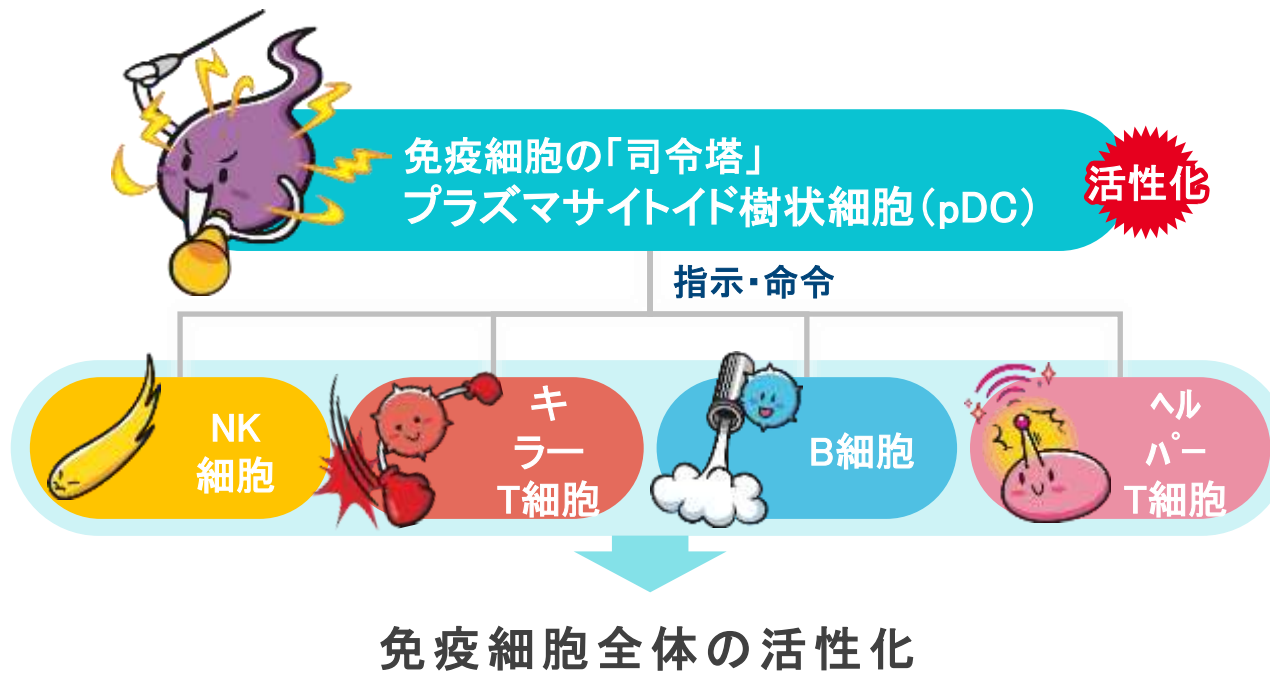 免疫細胞の「司令塔」
プラズマサイトイド樹状細胞(pDC)
活性化
指示・命令
NK
細胞
キ
ラー
T細胞
B細胞
ヘル
パー
T細胞
免疫細胞全体の活性化